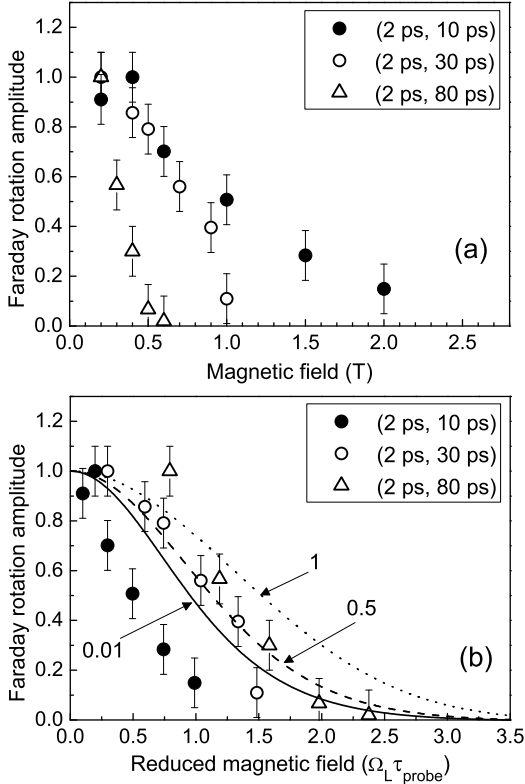 (2 ps, 10 ps)
(2 ps, 30 ps)
(2 ps, 80 ps)
1.2
1.0
0.8
0.6
0.4
0.2
0.0
Faraday rotation amplitude
(a)
0.0 0.5 1.0 1.5 2.0 2.5
Magnetic field (T)
(2 ps, 10 ps)
(2 ps, 30 ps)
(2 ps, 80 ps)
1.2
1.0
0.8
0.6
0.4
0.2
0.0
Faraday rotation amplitude
1
0.5
0.01
(b)
0.0 0.5 1.0 1.5 2.0 2.5 3.0 3.5
Reduced magnetic field (Ω_L τ_probe)